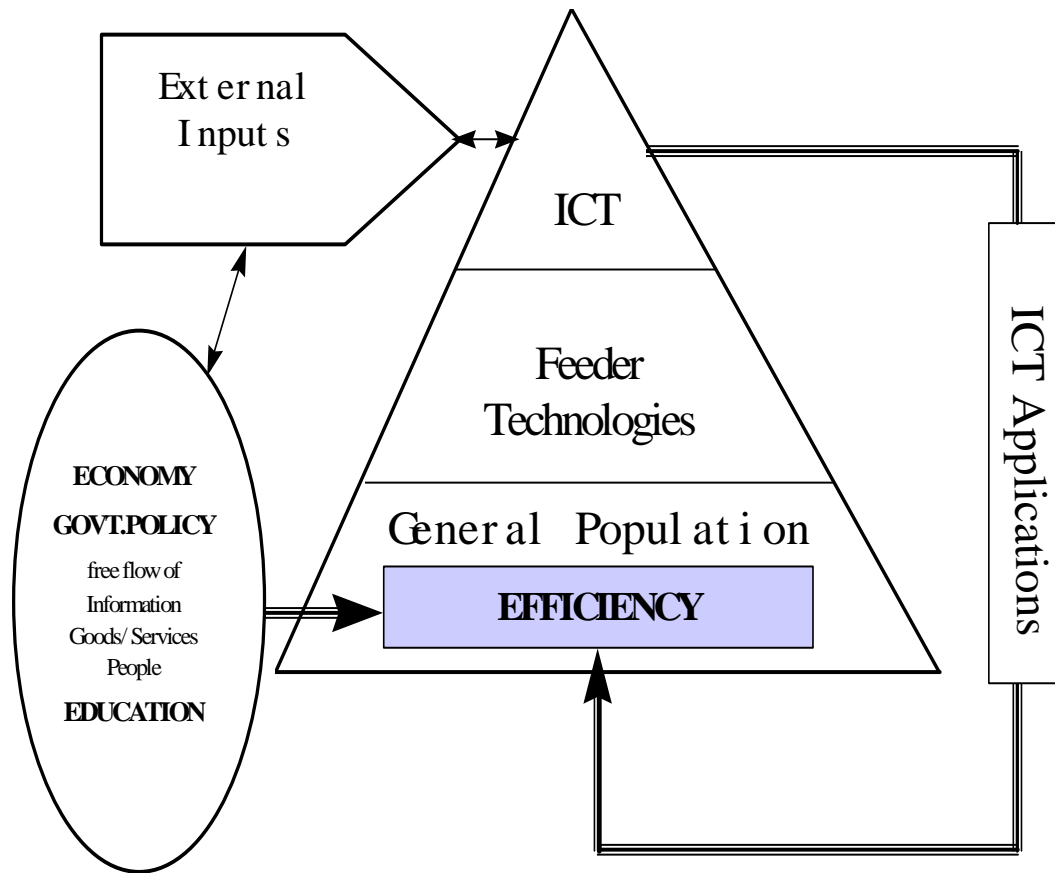 External
Inputs
ICT
Feeder
Technologies
General Population
EFFICIENCY
ECONOMY
GOVT.POLICY
free flow of
Information
Goods/ Services
People
EDUCATION
ICT Applications